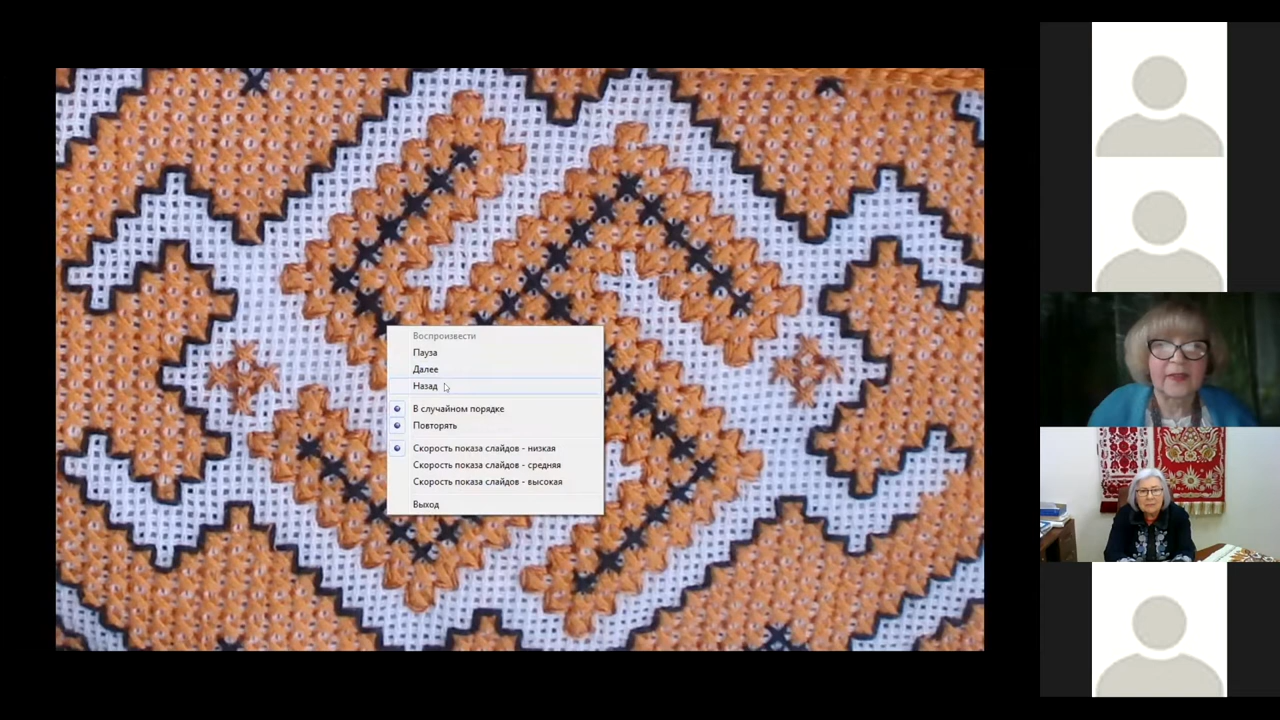 Воспроизвести
Пауза
Далее
Назад
В случайном порядке
Повторять
Скорость показа слайдов - низкая
Скорость показа слайдов - средняя
Скорость показа слайдов - высокая
Выход